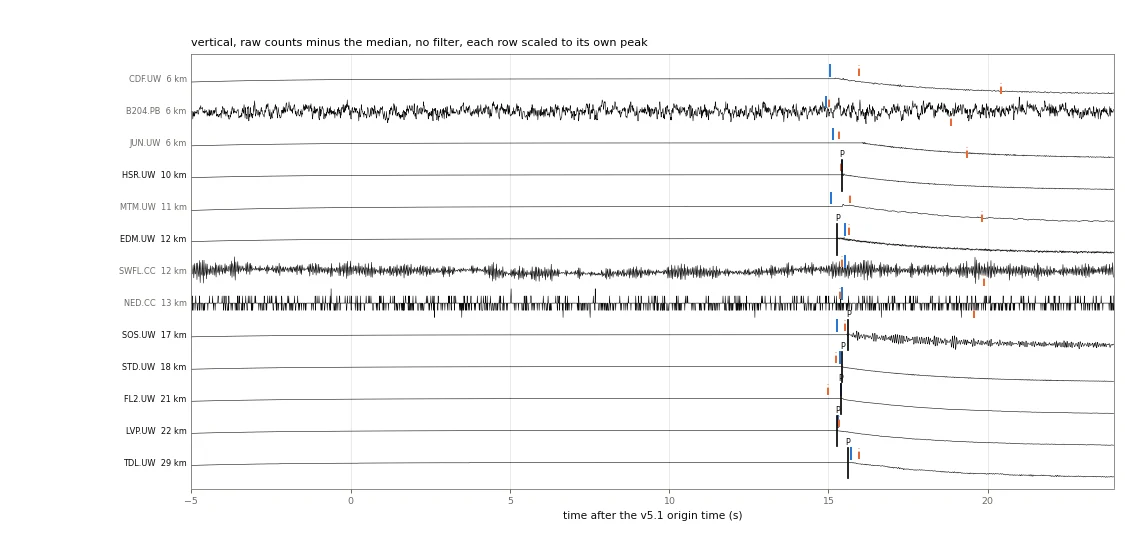 vertical, raw counts minus the median, no filter, each row scaled to its own peak
CDF.UW 6 km
B204.PB 6 km
JUN.UW 6 km
P
HSR.UW 10 km
MTM.UW 11 km
P
EDM.UW 12 km
SWFL.CC 12 km
NED.CC 13 km
P
SOS.UW 17 km
P
STD.UW 18 km
P
FL2.UW 21 km
P
LVP.UW 22 km
P
TDL.UW 29 km
−5 0 5 10 15 20
time after the v5.1 origin time (s)